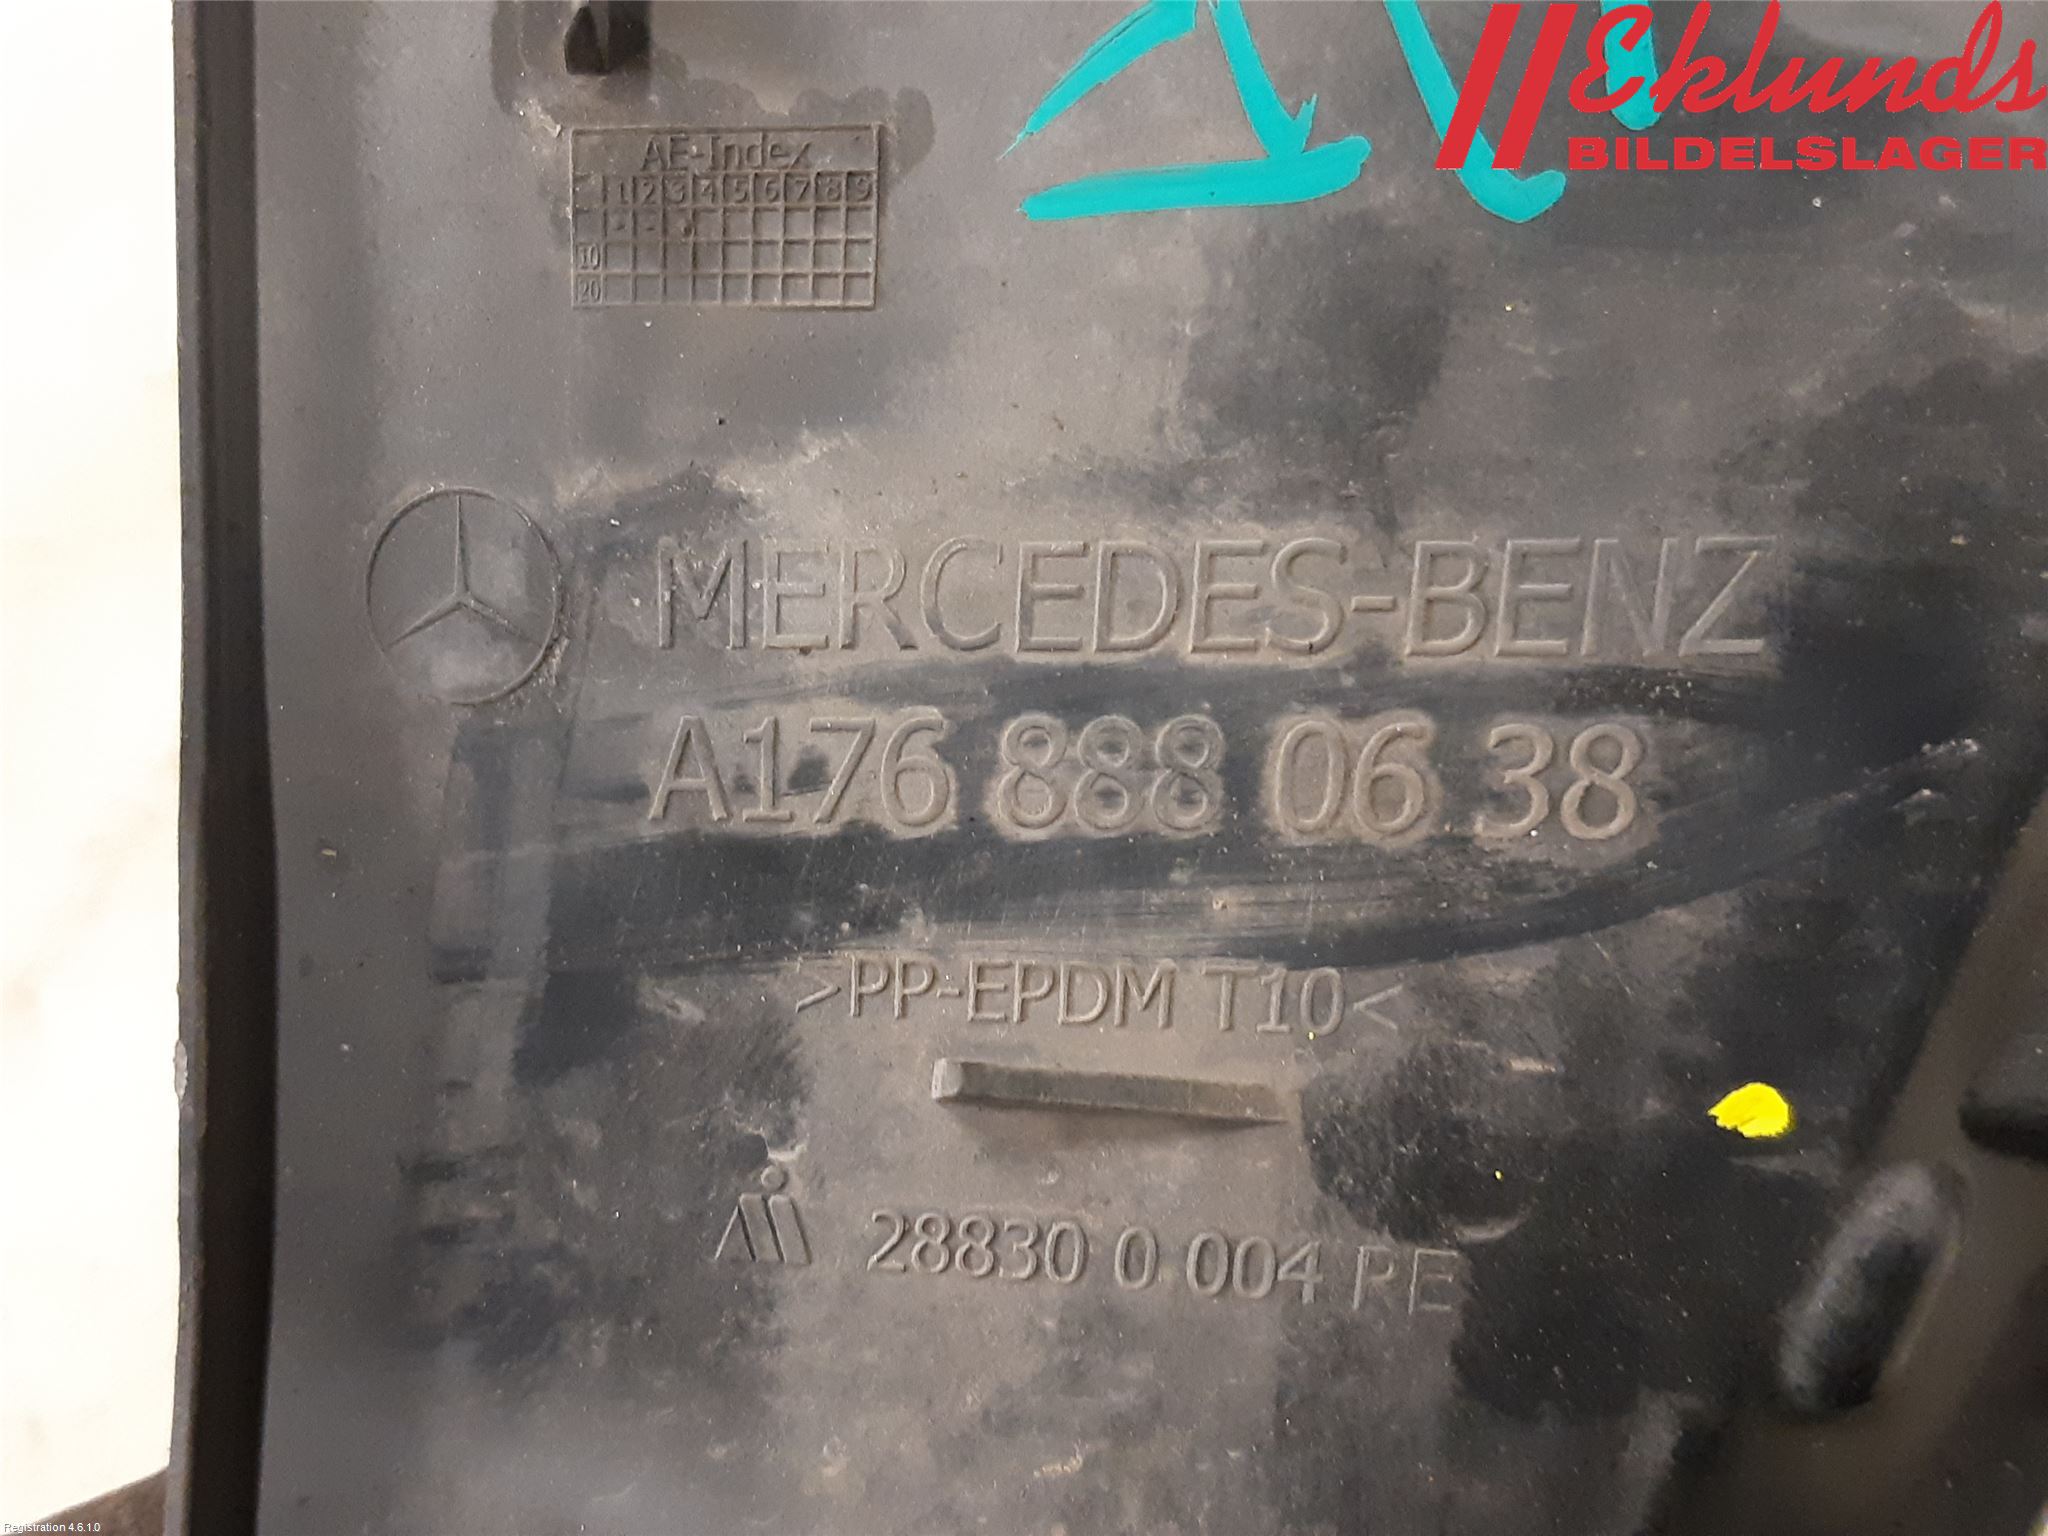 Eklunds
BILDELSLAGER
AE-Index
1 2 3 4 5 6 7 8 9
10
20
MERCEDES-BENZ
A176 888 06 38
>PP-EPDM T10<
28830 0 004 PE
Registration 4.6.1.0